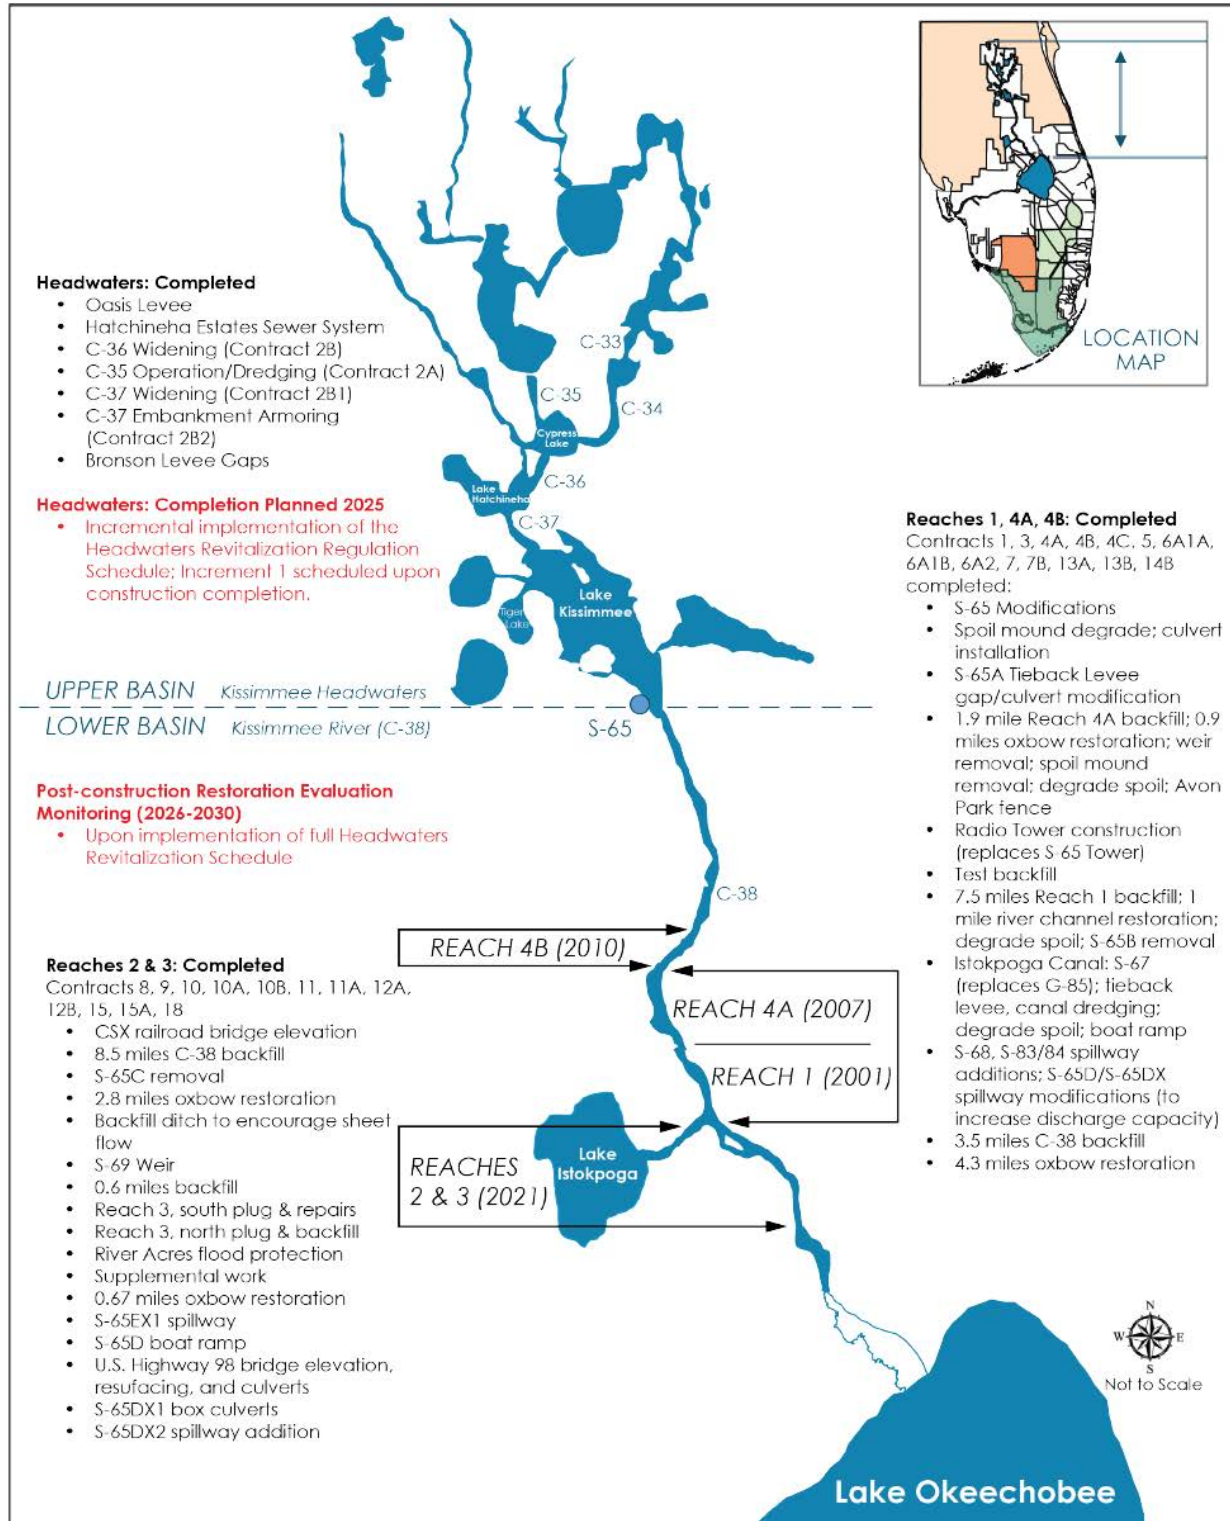 LOCATION
MAP
Headwaters: Completed
• Oasis Levee
• Hatchineha Estates Sewer System
• C-36 Widening (Contract 2B)
• C-35 Operation/Dredging (Contract 2A)
• C-37 Widening (Contract 2B1)
• C-37 Embankment Armoring
(Contract 2B2)
• Bronson Levee Gaps
Headwaters: Completion Planned 2025
• Incremental implementation of the
Headwaters Revitalization Regulation
Schedule; Increment 1 scheduled upon
construction completion.
C-33
C-35
C-34
Cypress
Lake
C-36
Lake
Hatchineha
C-37
Lake
Kissimmee
Tiger
Lake
UPPER BASIN Kissimmee Headwaters
LOWER BASIN Kissimmee River (C-38)
S-65
Post-construction Restoration Evaluation
Monitoring (2026-2030)
• Upon implementation of full Headwaters
Revitalization Schedule
C-38
REACH 4B (2010)
REACH 4A (2007)
REACH 1 (2001)
REACHES
2 & 3 (2021)
Lake
Istokpoga
Reaches 2 & 3: Completed
Contracts 8, 9, 10, 10A, 10B, 11, 11A, 12A,
12B, 15, 15A, 18
• CSX railroad bridge elevation
• 8.5 miles C-38 backfill
• S-65C removal
• 2.8 miles oxbow restoration
• Backfill ditch to encourage sheet
flow
• S-69 Weir
• 0.6 miles backfill
• Reach 3, south plug & repairs
• Reach 3, north plug & backfill
• River Acres flood protection
• Supplemental work
• 0.67 miles oxbow restoration
• S-65EX1 spillway
• S-65D boat ramp
• U.S. Highway 98 bridge elevation,
resufacing, and culverts
• S-65DX1 box culverts
• S-65DX2 spillway addition
Reaches 1, 4A, 4B: Completed
Contracts 1, 3, 4A, 4B, 4C, 5, 6A1A,
6A1B, 6A2, 7, 7B, 13A, 13B, 14B
completed:
• S-65 Modifications
• Spoil mound degrade; culvert
installation
• S-65A Tieback Levee
gap/culvert modification
• 1.9 mile Reach 4A backfill; 0.9
miles oxbow restoration; weir
removal; spoil mound
removal; degrade spoil; Avon
Park fence
• Radio Tower construction
(replaces S-65 Tower)
• Test backfill
• 7.5 miles Reach 1 backfill; 1
mile river channel restoration;
degrade spoil; S-65B removal
• Istokpoga Canal: S-67
(replaces G-85); tieback
levee, canal dredging;
degrade spoil; boat ramp
• S-68, S-83/84 spillway
additions; S-65D/S-65DX
spillway modifications (to
increase discharge capacity)
• 3.5 miles C-38 backfill
• 4.3 miles oxbow restoration
N
W E
S
Not to Scale
Lake Okeechobee